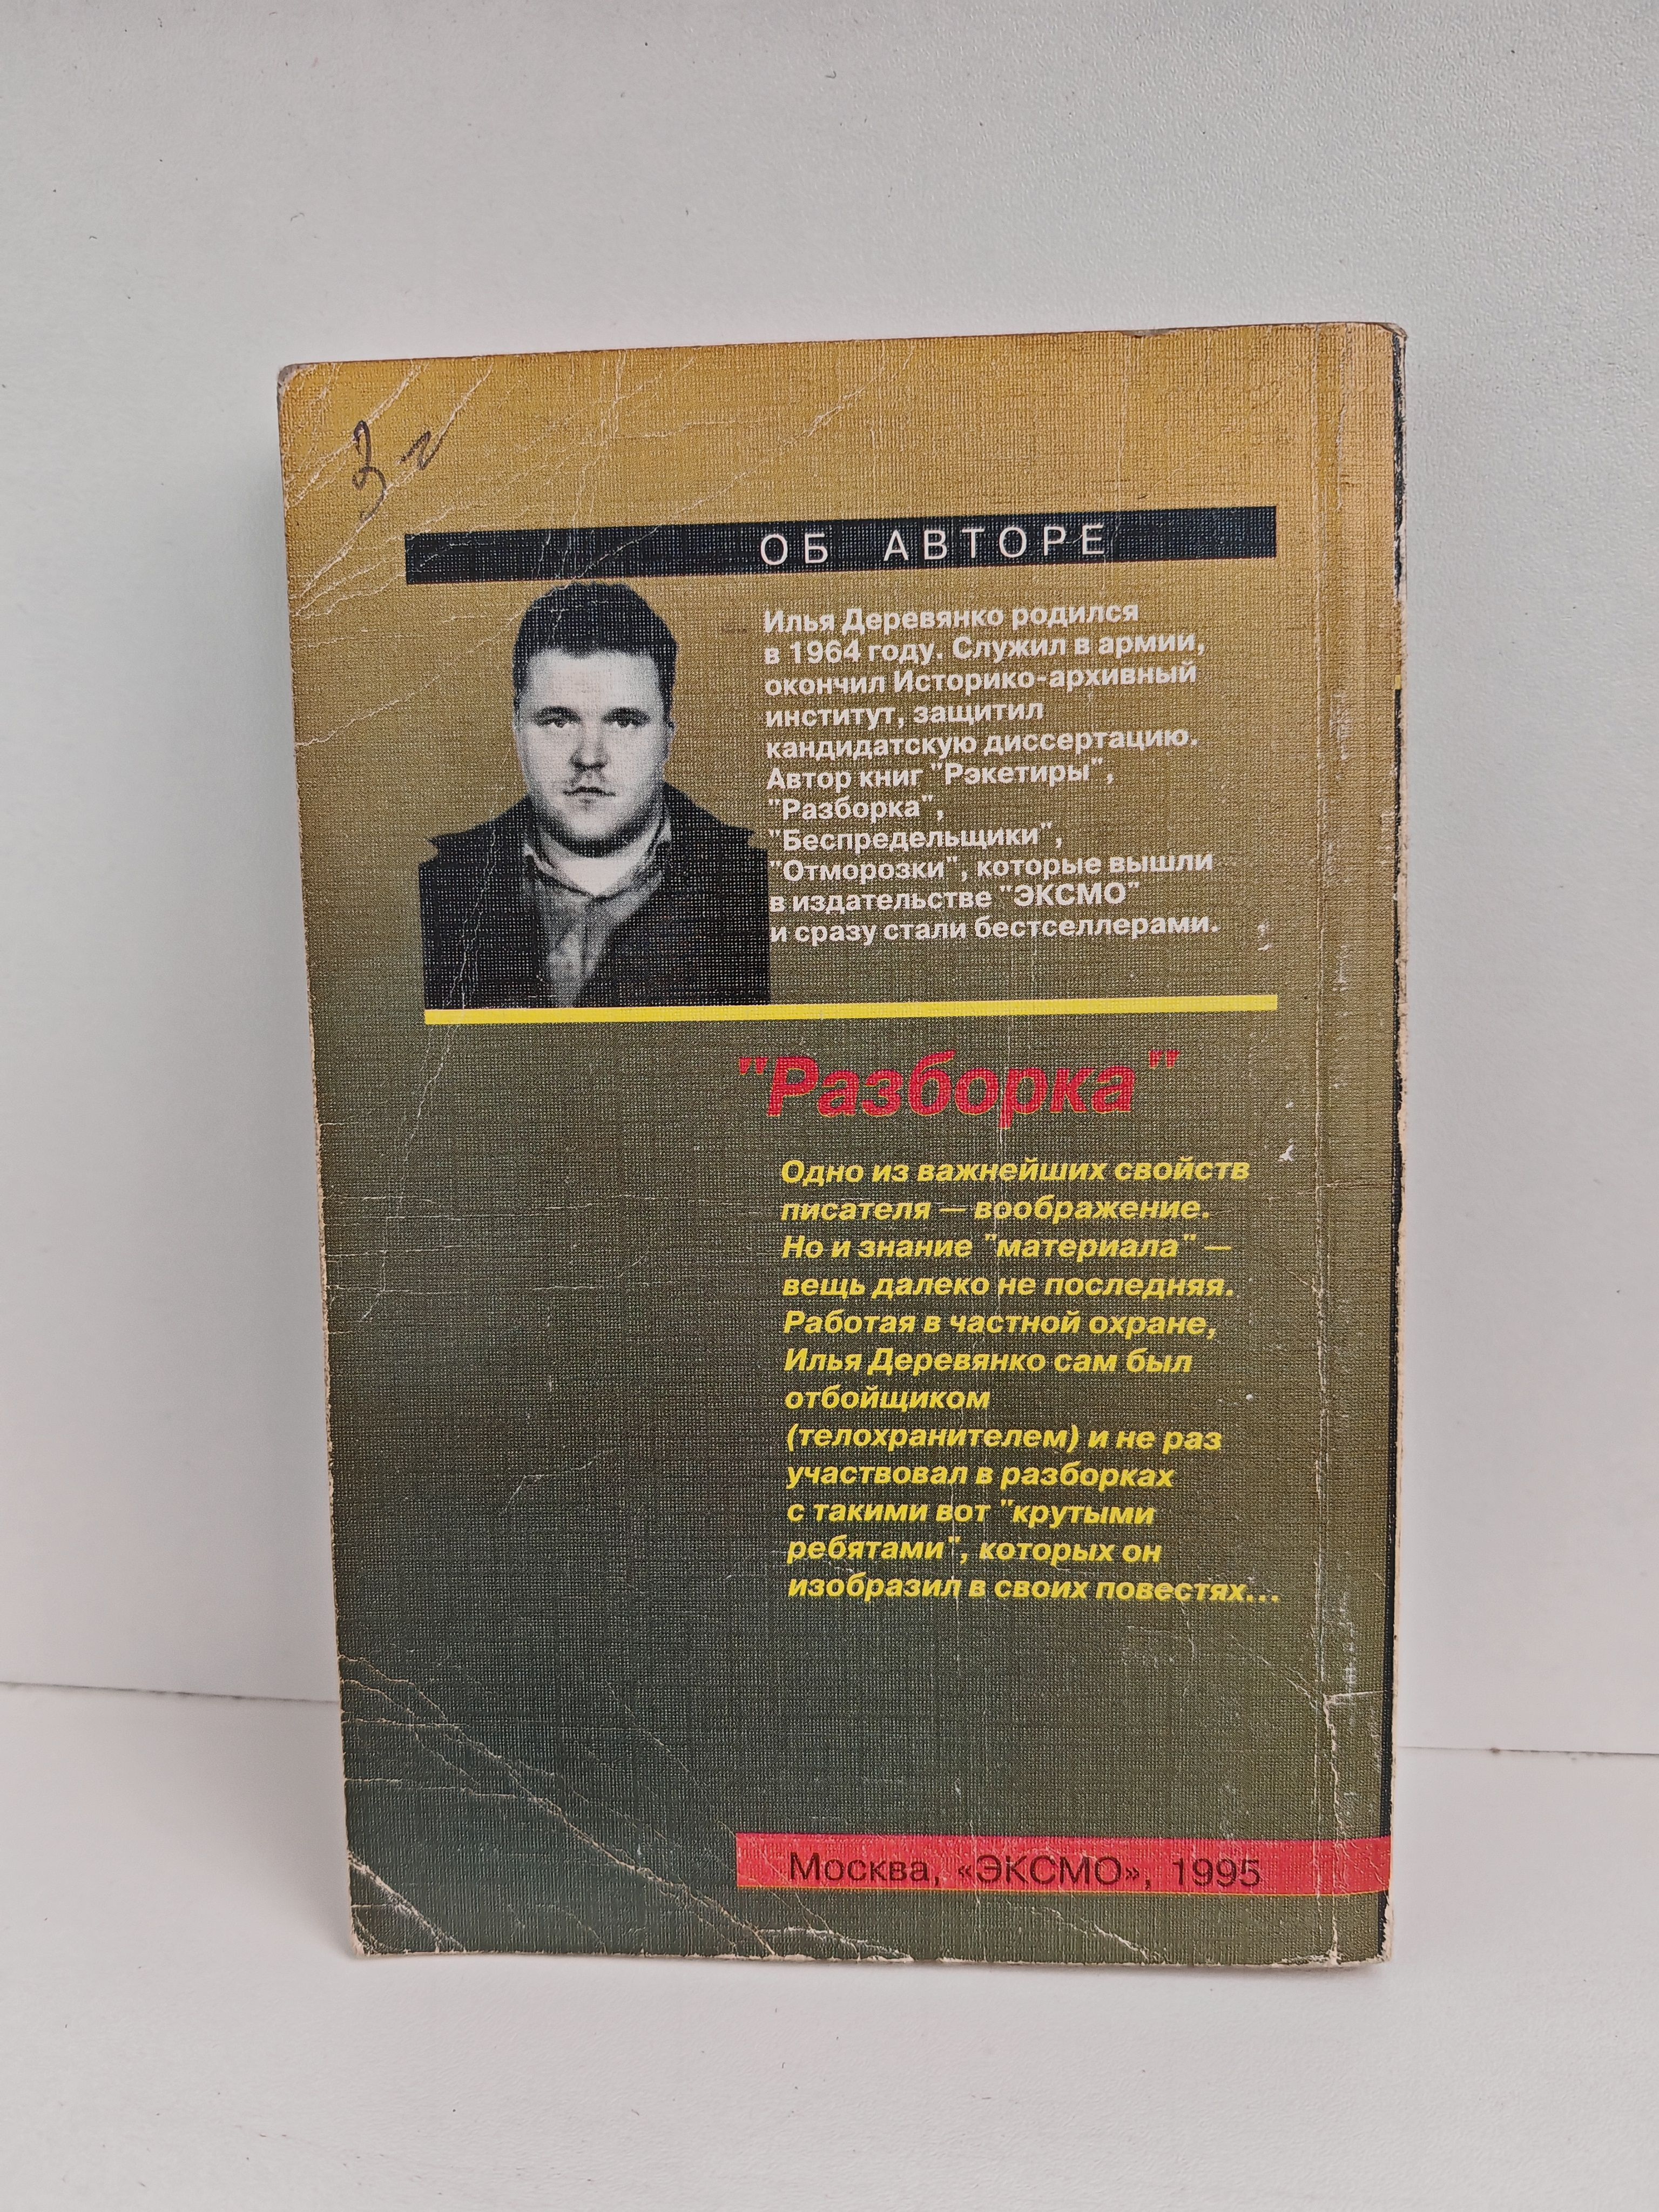 ОБ АВТОРЕ
Илья Деревянко родился
в 1964 году. Служил в армии,
окончил Историко-архивный
институт, защитил
кандидатскую диссертацию.
Автор книг "Рэкетиры",
"Разборка",
"Беспредельщики",
"Отморозки", которые вышли
в издательстве "ЭКСМО"
и сразу стали бестселлерами.
"Разборка"
Одно из важнейших свойств
писателя — воображение.
Но и знание "материала" —
вещь далеко не последняя.
Работая в частной охране,
Илья Деревянко сам был
отбойщиком
(телохранителем) и не раз
участвовал в разборках
с такими вот "крутыми
ребятами", которых он
изобразил в своих повестях...
Москва, «ЭКСМО», 1995